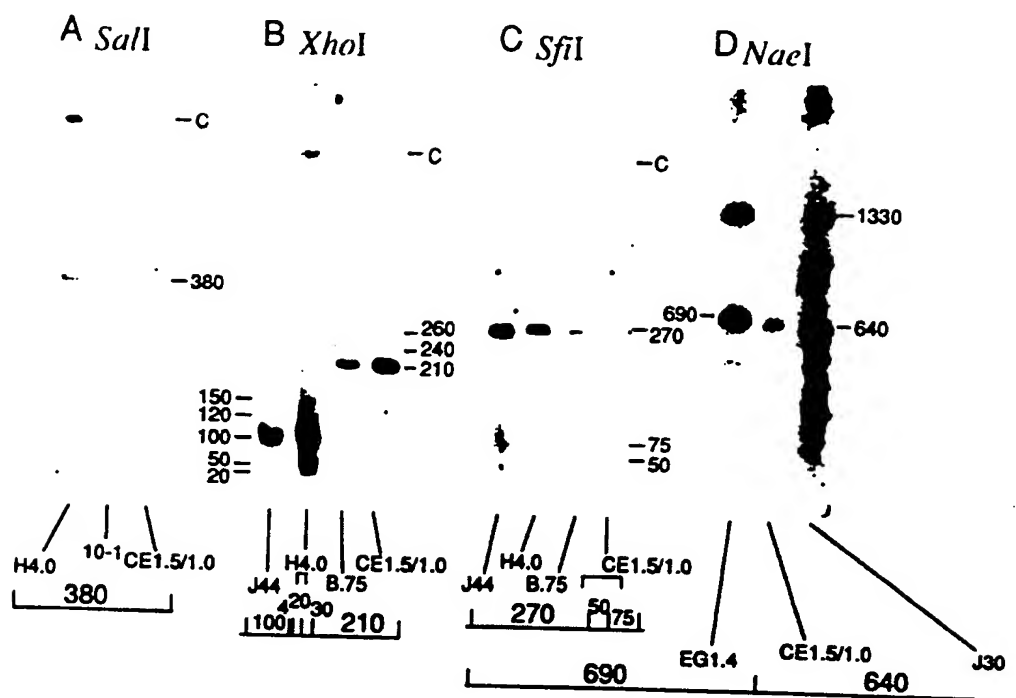 A SalI
B XhoI
C SfiI
D NaeI
C
C
C
1330
380
690
260
270
640
240
210
150
120
100
75
50
50
20
H4.0
10-1
CE1.5/1.0
380
J44
H4.0
B.75
CE1.5/1.0
100
4
20
30
210
J44
H4.0
B.75
CE1.5/1.0
270
50
75
EG1.4
CE1.5/1.0
J30
690
640